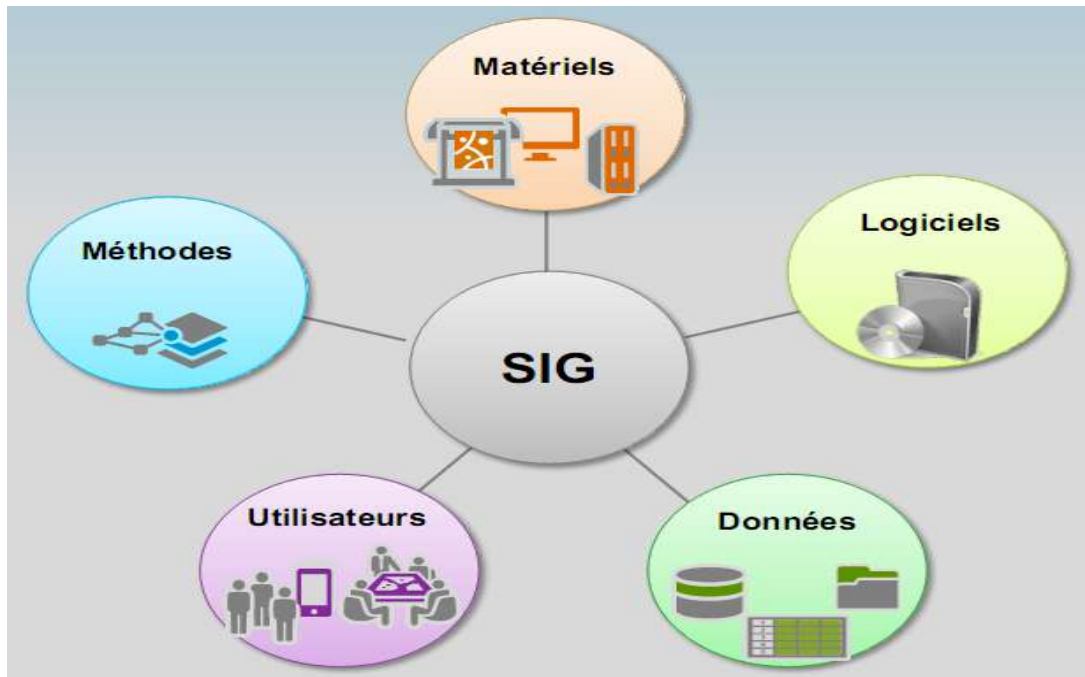 Matériels
Logiciels
Méthodes
SIG
Utilisateurs
Données